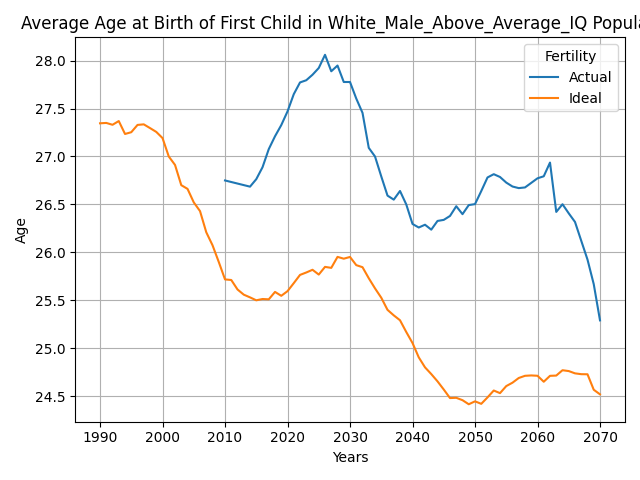 Average Age at Birth of First Child in White_Male_Above_Average_IQ Popula
Fertility
Actual
Ideal
28.0
27.5
27.0
26.5
26.0
25.5
25.0
24.5
Age
1990 2000 2010 2020 2030 2040 2050 2060 2070
Years